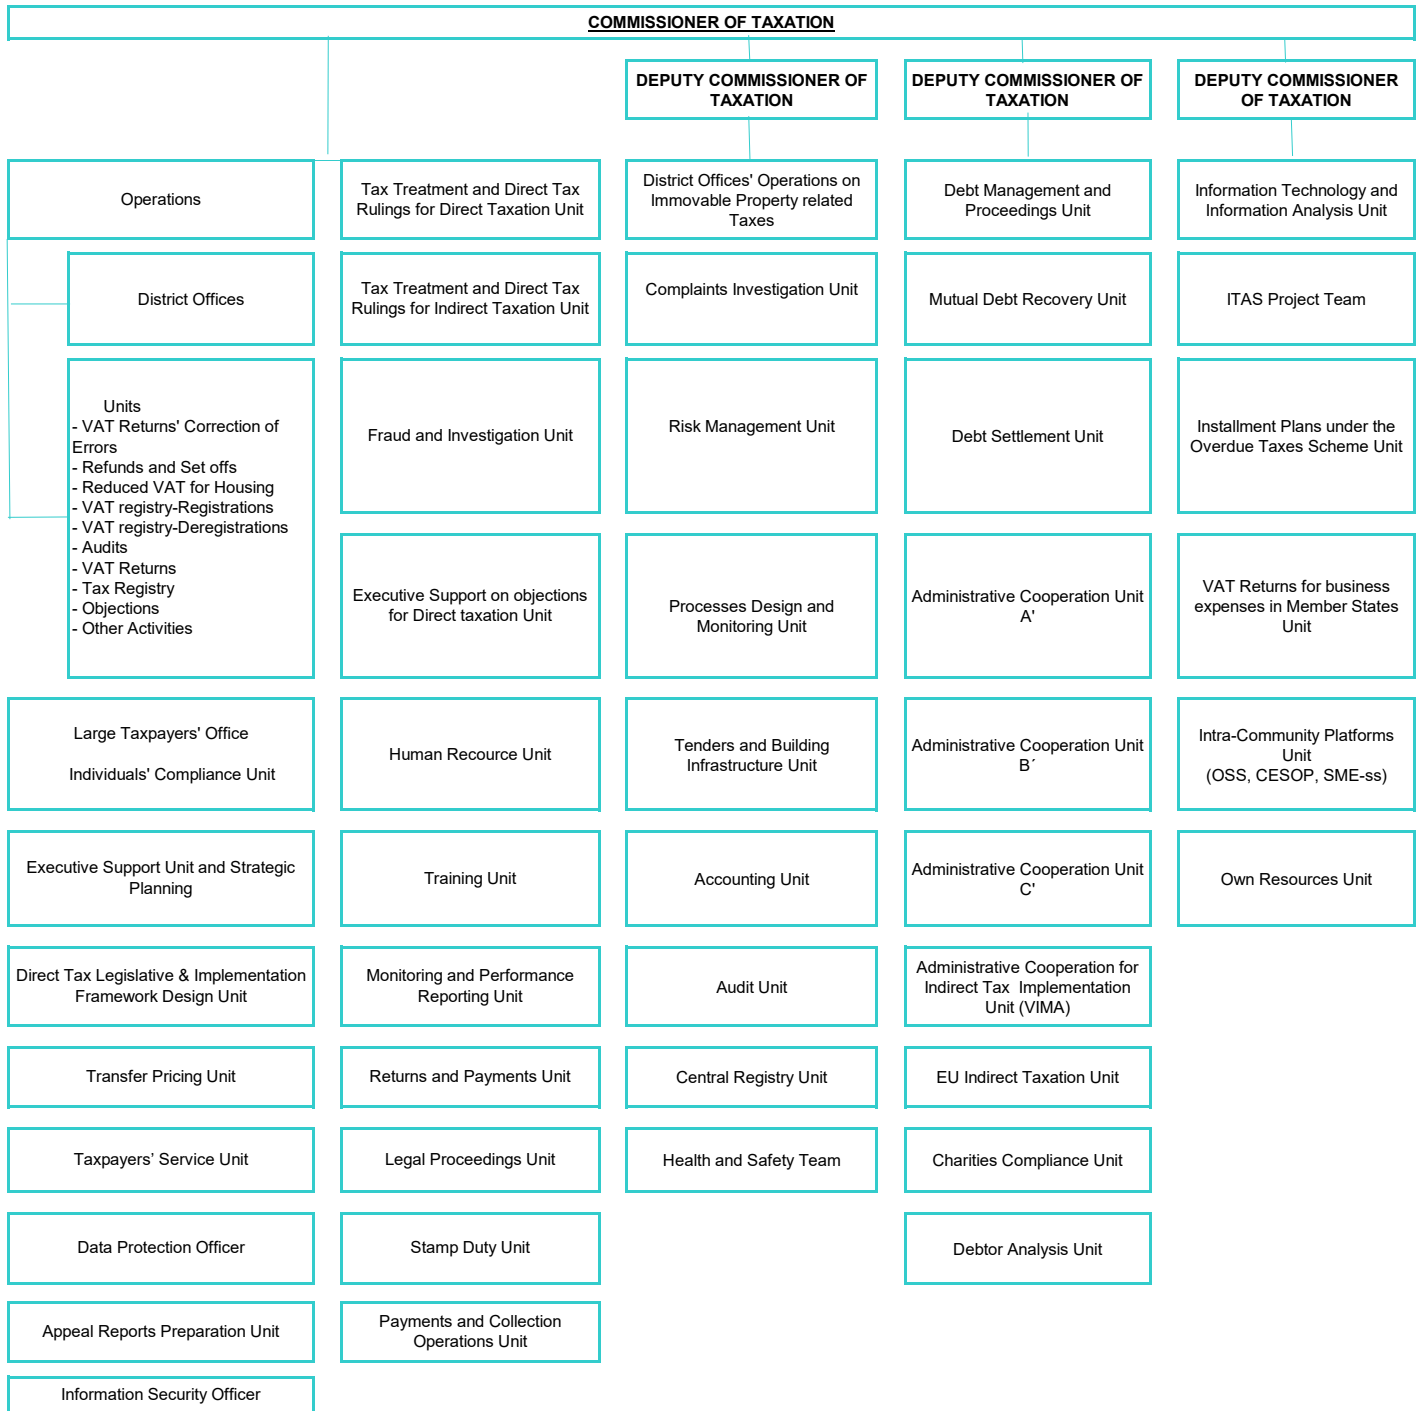 COMMISSIONER OF TAXATION
DEPUTY COMMISSIONER OF
TAXATION
DEPUTY COMMISSIONER OF
TAXATION
DEPUTY COMMISSIONER
OF TAXATION
Operations
Tax Treatment and Direct Tax
Rulings for Direct Taxation Unit
District Offices' Operations on
Immovable Property related
Taxes
Debt Management and
Proceedings Unit
Information Technology and
Information Analysis Unit
District Offices
Tax Treatment and Direct Tax
Rulings for Indirect Taxation Unit
Complaints Investigation Unit
Mutual Debt Recovery Unit
ITAS Project Team
Units
- VAT Returns' Correction of
Errors
- Refunds and Set offs
- Reduced VAT for Housing
- VAT registry-Registrations
- VAT registry-Deregistrations
- Audits
- VAT Returns
- Tax Registry
- Objections
- Other Activities
Fraud and Investigation Unit
Risk Management Unit
Debt Settlement Unit
Installment Plans under the
Overdue Taxes Scheme Unit
Executive Support on objections
for Direct taxation Unit
Processes Design and
Monitoring Unit
Administrative Cooperation Unit
A'
VAT Returns for business
expenses in Member States
Unit
Large Taxpayers' Office
Individuals' Compliance Unit
Human Recource Unit
Tenders and Building
Infrastructure Unit
Administrative Cooperation Unit
B´
Intra-Community Platforms
Unit
(OSS, CESOP, SME-ss)
Executive Support Unit and Strategic
Planning
Training Unit
Accounting Unit
Administrative Cooperation Unit
C'
Own Resources Unit
Direct Tax Legislative & Implementation
Framework Design Unit
Monitoring and Performance
Reporting Unit
Audit Unit
Administrative Cooperation for
Indirect Tax  Implementation
Unit (VIMA)
Transfer Pricing Unit
Returns and Payments Unit
Central Registry Unit
EU Indirect Taxation Unit
Taxpayers’ Service Unit
Legal Proceedings Unit
Health and Safety Team
Charities Compliance Unit
Data Protection Officer
Stamp Duty Unit
Debtor Analysis Unit
Appeal Reports Preparation Unit
Payments and Collection
Operations Unit
Information Security Officer